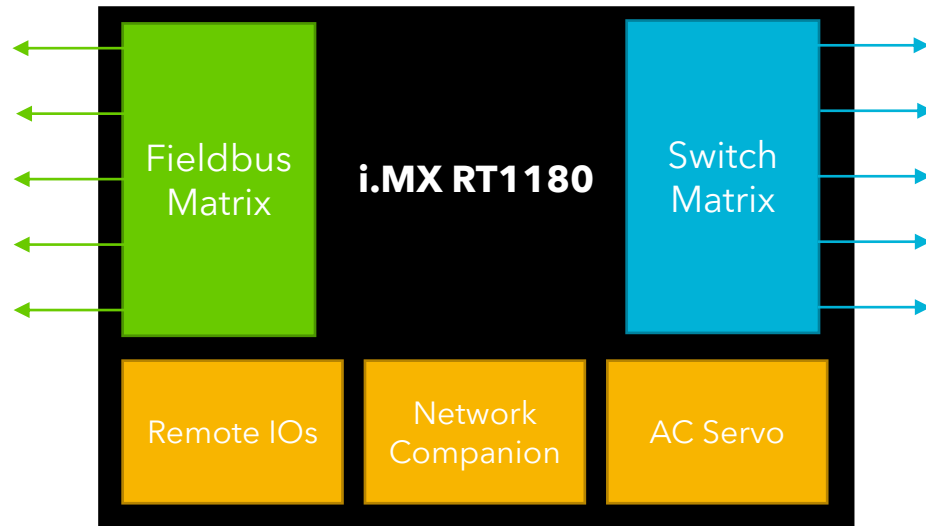 Fieldbus
Matrix
i.MX RT1180
Switch
Matrix
Remote IOs
Network
Companion
AC Servo